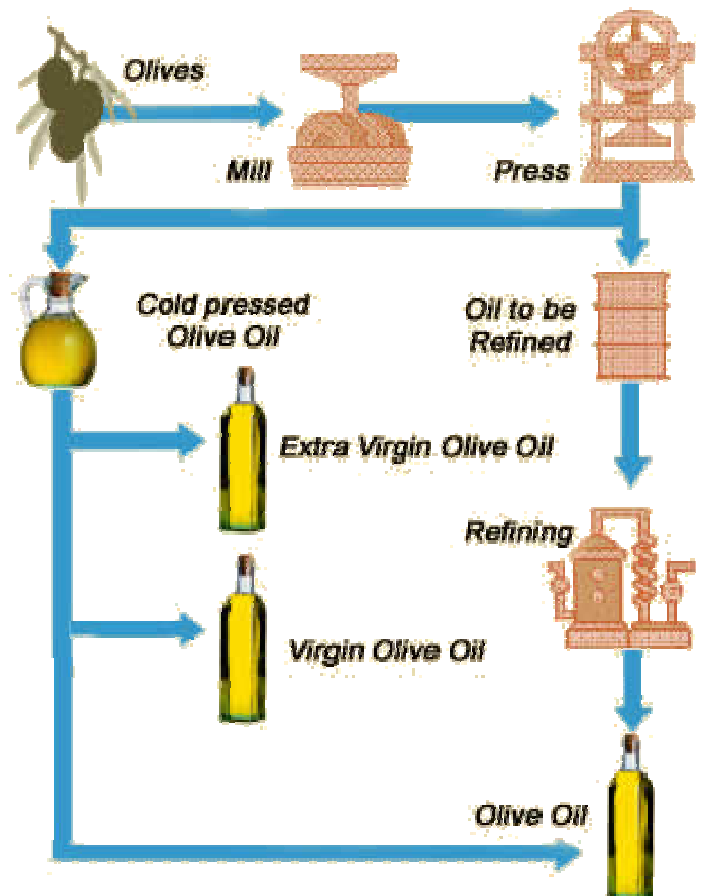 Olives
Mill
Press
Cold pressed
Olive Oil
Oil to be
Refined
Extra Virgin Olive Oil
Refining
Virgin Olive Oil
Olive Oil